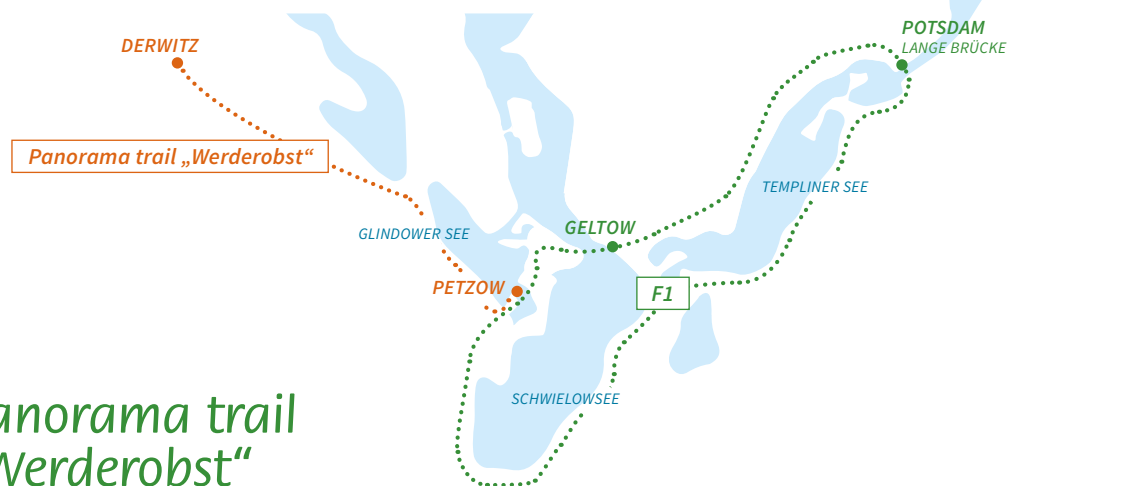 POTSDAM
LANGE BRÜCKE
DERWITZ
Panorama trail „Werderobst“
TEMPLINER SEE
GELTOW
GLINDOWER SEE
PETZOW
F1
SCHWIELOWSEE
anorama trail
Werderobst“